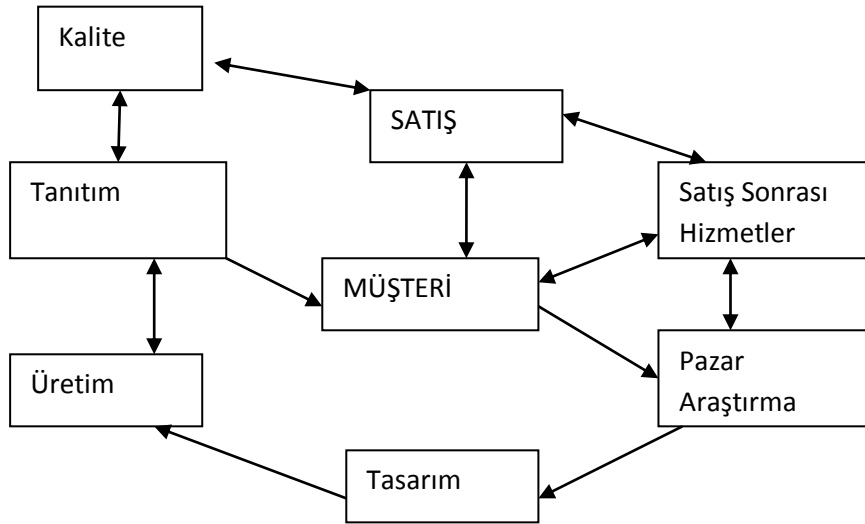 Kalite
SATIŞ
Tanıtım
Satış Sonrası
Hizmetler
MÜŞTERİ
Üretim
Pazar
Araştırma
Tasarım